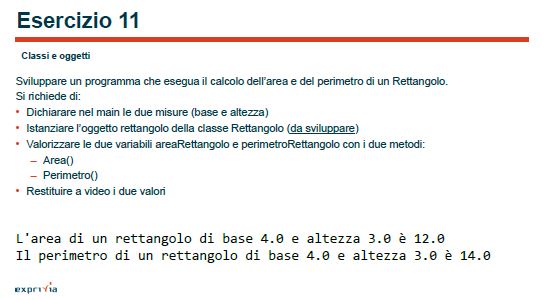 Esercizio 11
Classi e oggetti
Sviluppare un programma che esegua il calcolo dell'area e del perimetro di un Rettangolo.
Si richiede di:
• Dichiarare nel main le due misure (base e altezza)
• Istanziare l'oggetto rettangolo della classe Rettangolo (da sviluppare)
• Valorizzare le due variabili areaRettangolo e perimetroRettangolo con i due metodi:
– Area()
– Perimetro()
• Restituire a video i due valori
L'area di un rettangolo di base 4.0 e altezza 3.0 è 12.0
Il perimetro di un rettangolo di base 4.0 e altezza 3.0 è 14.0
exprivia